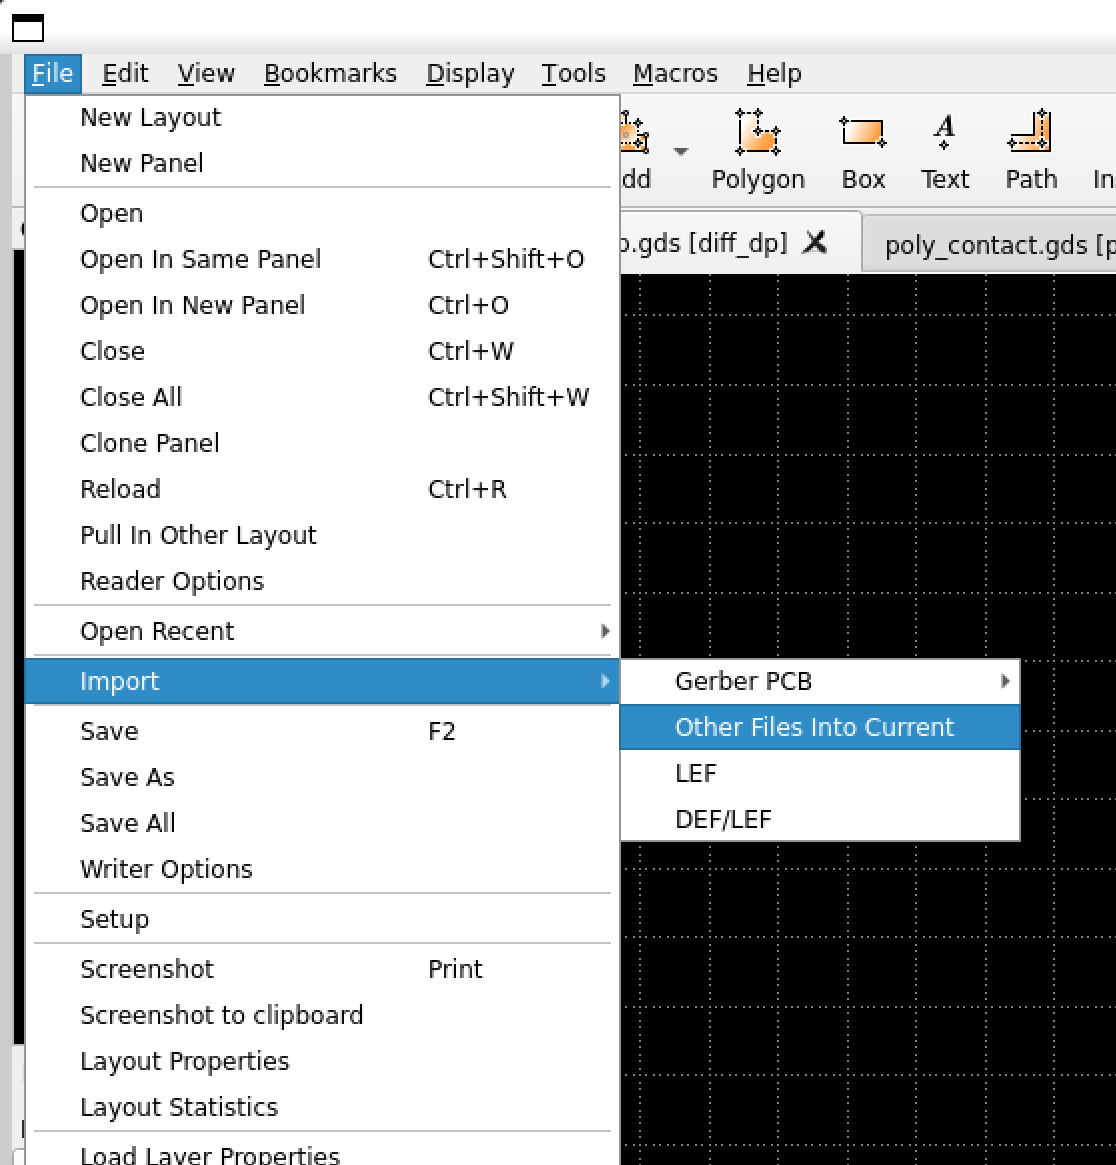 File Edit View Bookmarks Display Tools Macros Help
New Layout
New Panel
Polygon Box Text Path
Open
.gds [diff_dp]
poly_contact.gds [p
Open In Same Panel Ctrl+Shift+O
Open In New Panel Ctrl+O
Close Ctrl+W
Close All Ctrl+Shift+W
Clone Panel
Reload Ctrl+R
Pull In Other Layout
Reader Options
Open Recent
Import
Gerber PCB
Other Files Into Current
LEF
DEF/LEF
Save F2
Save As
Save All
Writer Options
Setup
Screenshot Print
Screenshot to clipboard
Layout Properties
Layout Statistics
Load Layer Properties